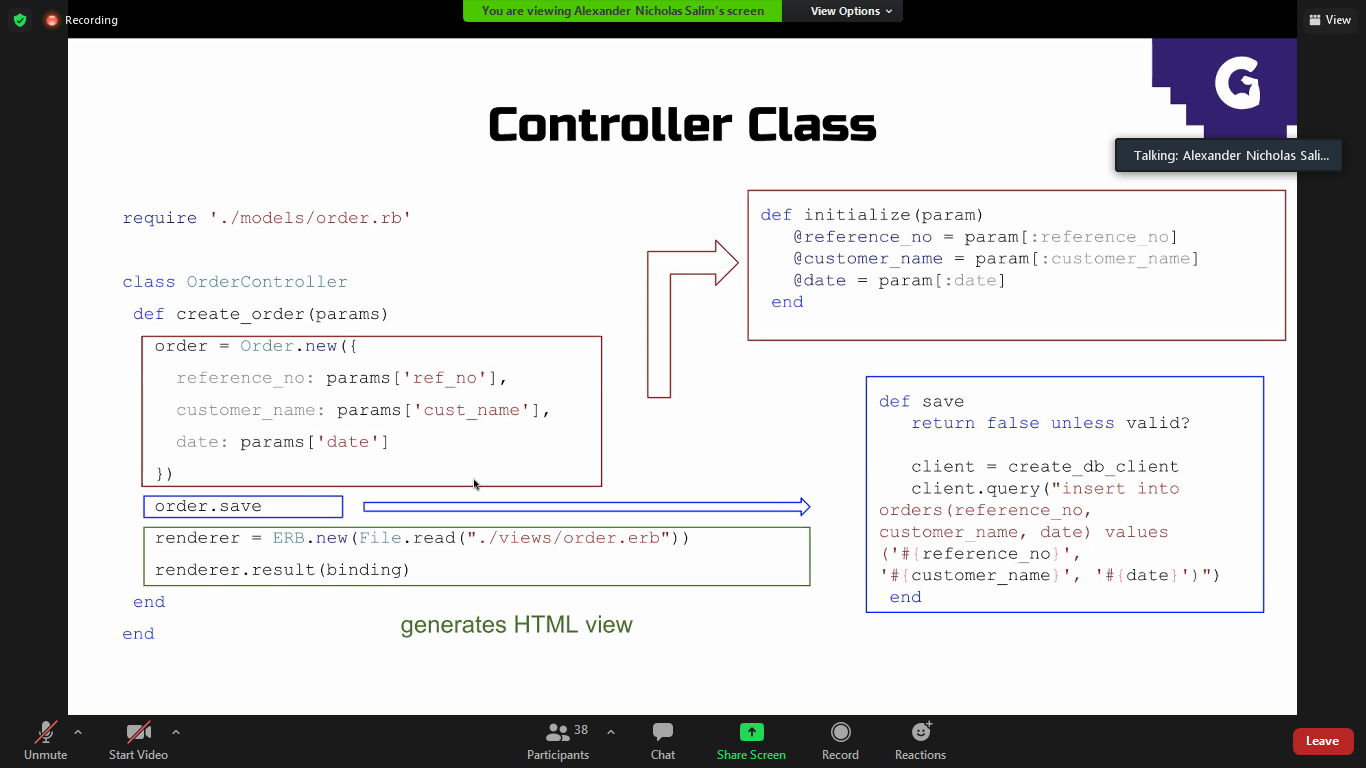 You are viewing Alexander Nicholas Salim's screen
View Options
Recording
View
G
Controller Class
Talking: Alexander Nicholas Sali...
require './models/order.rb'
class OrderController
def create_order(params)
order = Order.new({
reference_no: params['ref_no'],
customer_name: params['cust_name'],
date: params['date']
})
order.save
renderer = ERB.new(File.read("./views/order.erb"))
renderer.result(binding)
end
end
generates HTML view
def initialize(param)
@reference_no = param[:reference_no]
@customer_name = param[:customer_name]
@date = param[:date]
end
def save
return false unless valid?
client = create_db_client
client.query("insert into
orders(reference_no,
customer_name, date) values
('#{reference_no}',
'#{customer_name}', '#{date}')")
end
Unmute
Start Video
Participants
38
Chat
Share Screen
Record
Reactions
Leave